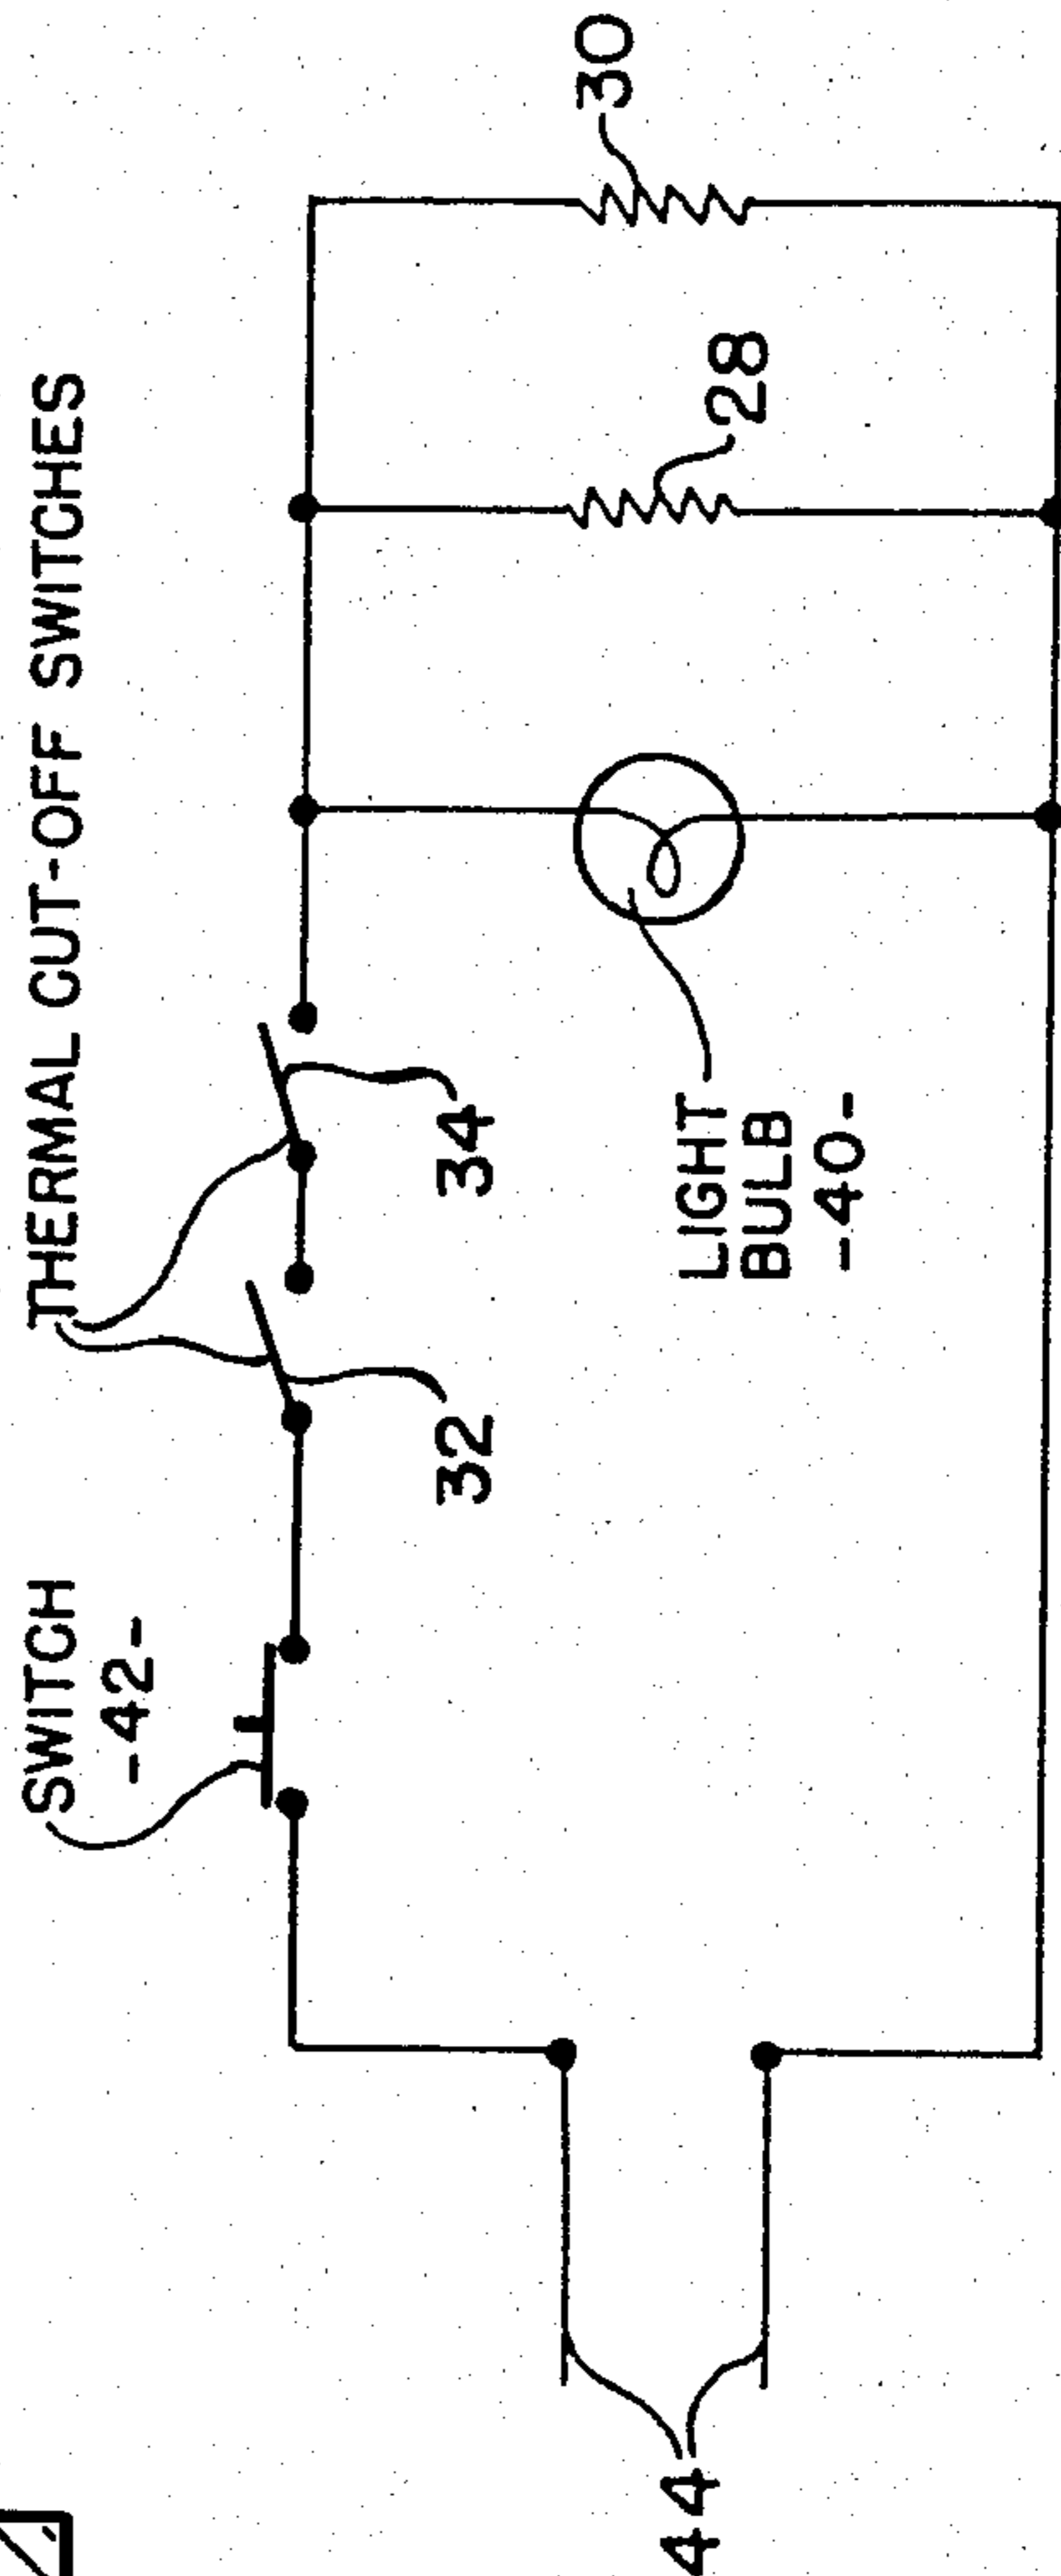 THERMAL CUT-OFF SWITCHES
SWITCH
-42-
32
34
30
28
LIGHT
BULB
-40-
44